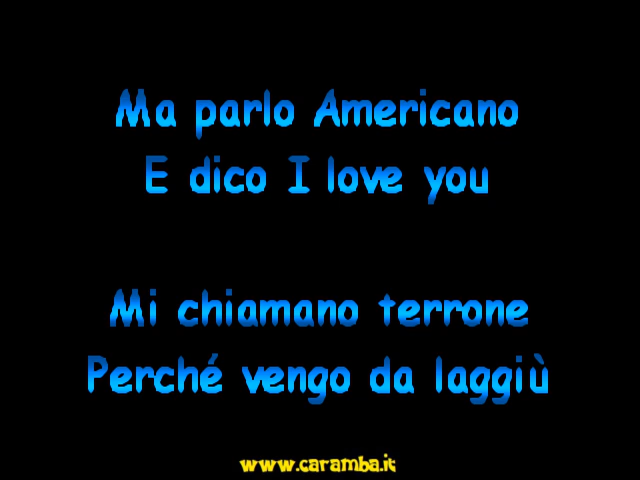 Ma parlo Americano
E dico I love you
Mi chiamano terrone
Perché vengo da laggiù
www.caramba.it